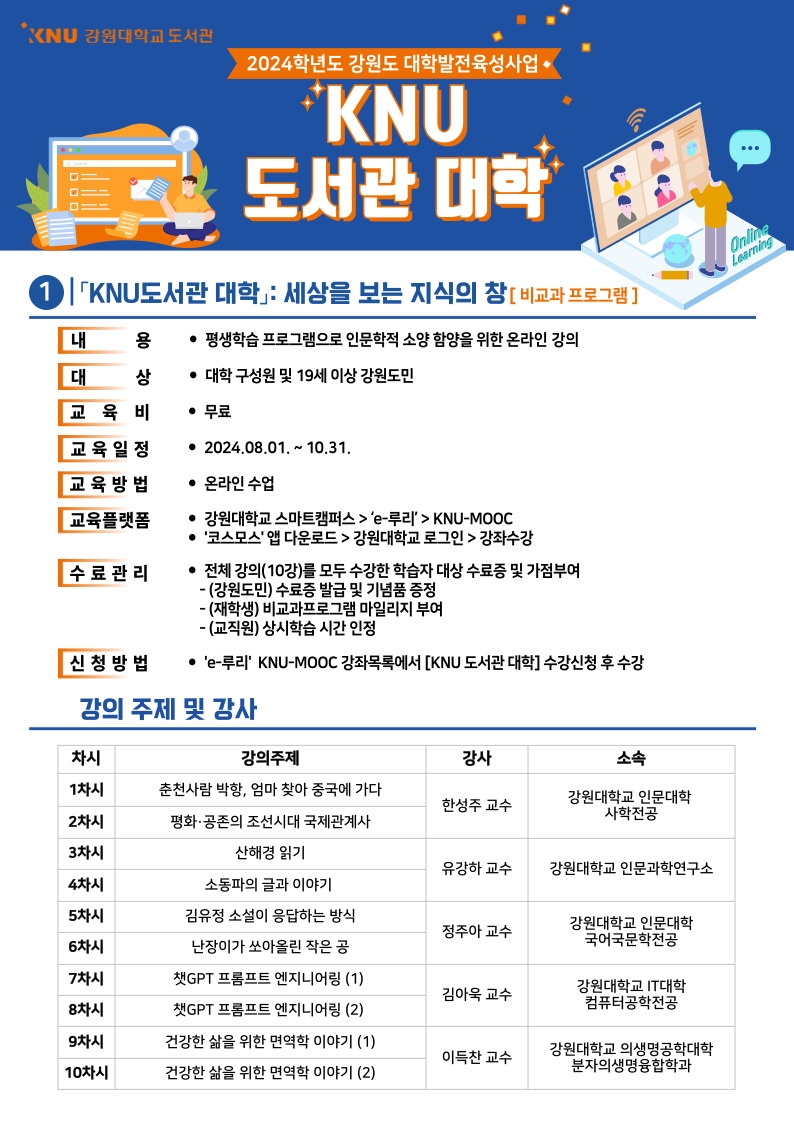 KNU 강원대학교 도서관
2024학년도 강원도 대학발전육성사업
KNU
도서관 대학
Online
Learning
1 「KNU도서관 대학」: 세상을 보는 지식의 창 [ 비교과 프로그램 ]
내 용 • 평생학습 프로그램으로 인문학적 소양 함양을 위한 온라인 강의
대 상 • 대학 구성원 및 19세 이상 강원도민
교 육 비 • 무료
교 육 일 정 • 2024.08.01. ~ 10.31.
교 육 방 법 • 온라인 수업
교육플랫폼 • 강원대학교 스마트캠퍼스 > ‘e-루리’ > KNU-MOOC
• '코스모스' 앱 다운로드 > 강원대학교 로그인 > 강좌수강
수 료 관 리 • 전체 강의(10강)를 모두 수강한 학습자 대상 수료증 및 가점부여
- (강원도민) 수료증 발급 및 기념품 증정
- (재학생) 비교과프로그램 마일리지 부여
- (교직원) 상시학습 시간 인정
신 청 방 법 • 'e-루리' KNU-MOOC 강좌목록에서 [KNU 도서관 대학] 수강신청 후 수강
강의 주제 및 강사
차시 강의주제 강사 소속
1차시 춘천사람 박항, 엄마 찾아 중국에 가다
한성주 교수 강원대학교 인문대학
사학전공
2차시 평화·공존의 조선시대 국제관계사
3차시 산해경 읽기
유강하 교수 강원대학교 인문과학연구소
4차시 소동파의 글과 이야기
5차시 김유정 소설이 응답하는 방식
정주아 교수 강원대학교 인문대학
국어국문학전공
6차시 난장이가 쏘아올린 작은 공
7차시 챗GPT 프롬프트 엔지니어링 (1)
김아욱 교수 강원대학교 IT대학
컴퓨터공학전공
8차시 챗GPT 프롬프트 엔지니어링 (2)
9차시 건강한 삶을 위한 면역학 이야기 (1)
이득찬 교수 강원대학교 의생명공학대학
분자의생명융합학과
10차시 건강한 삶을 위한 면역학 이야기 (2)